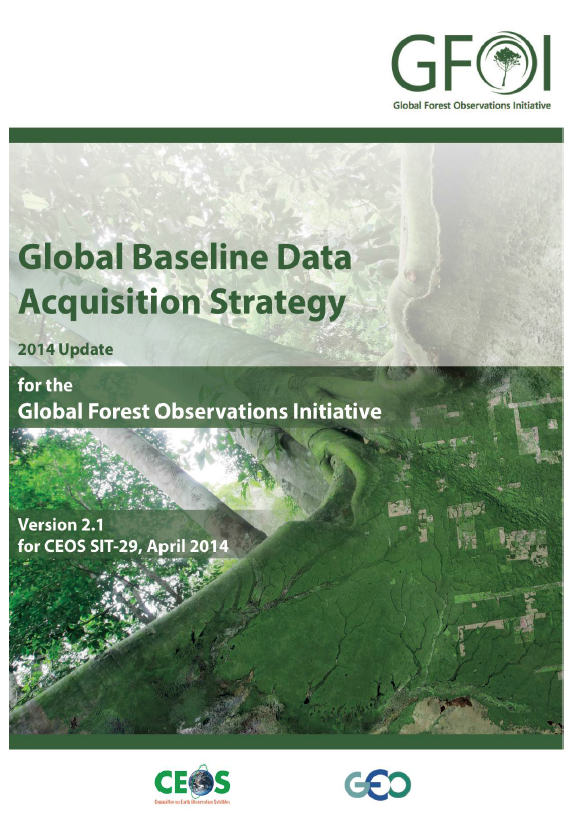 GFOI
Global Forest Observations Initiative
Global Baseline Data
Acquisition Strategy
2014 Update
for the
Global Forest Observations Initiative
Version 2.1
for CEOS SIT-29, April 2014
CEOS
Committee on Earth Observation Satellites
GEO